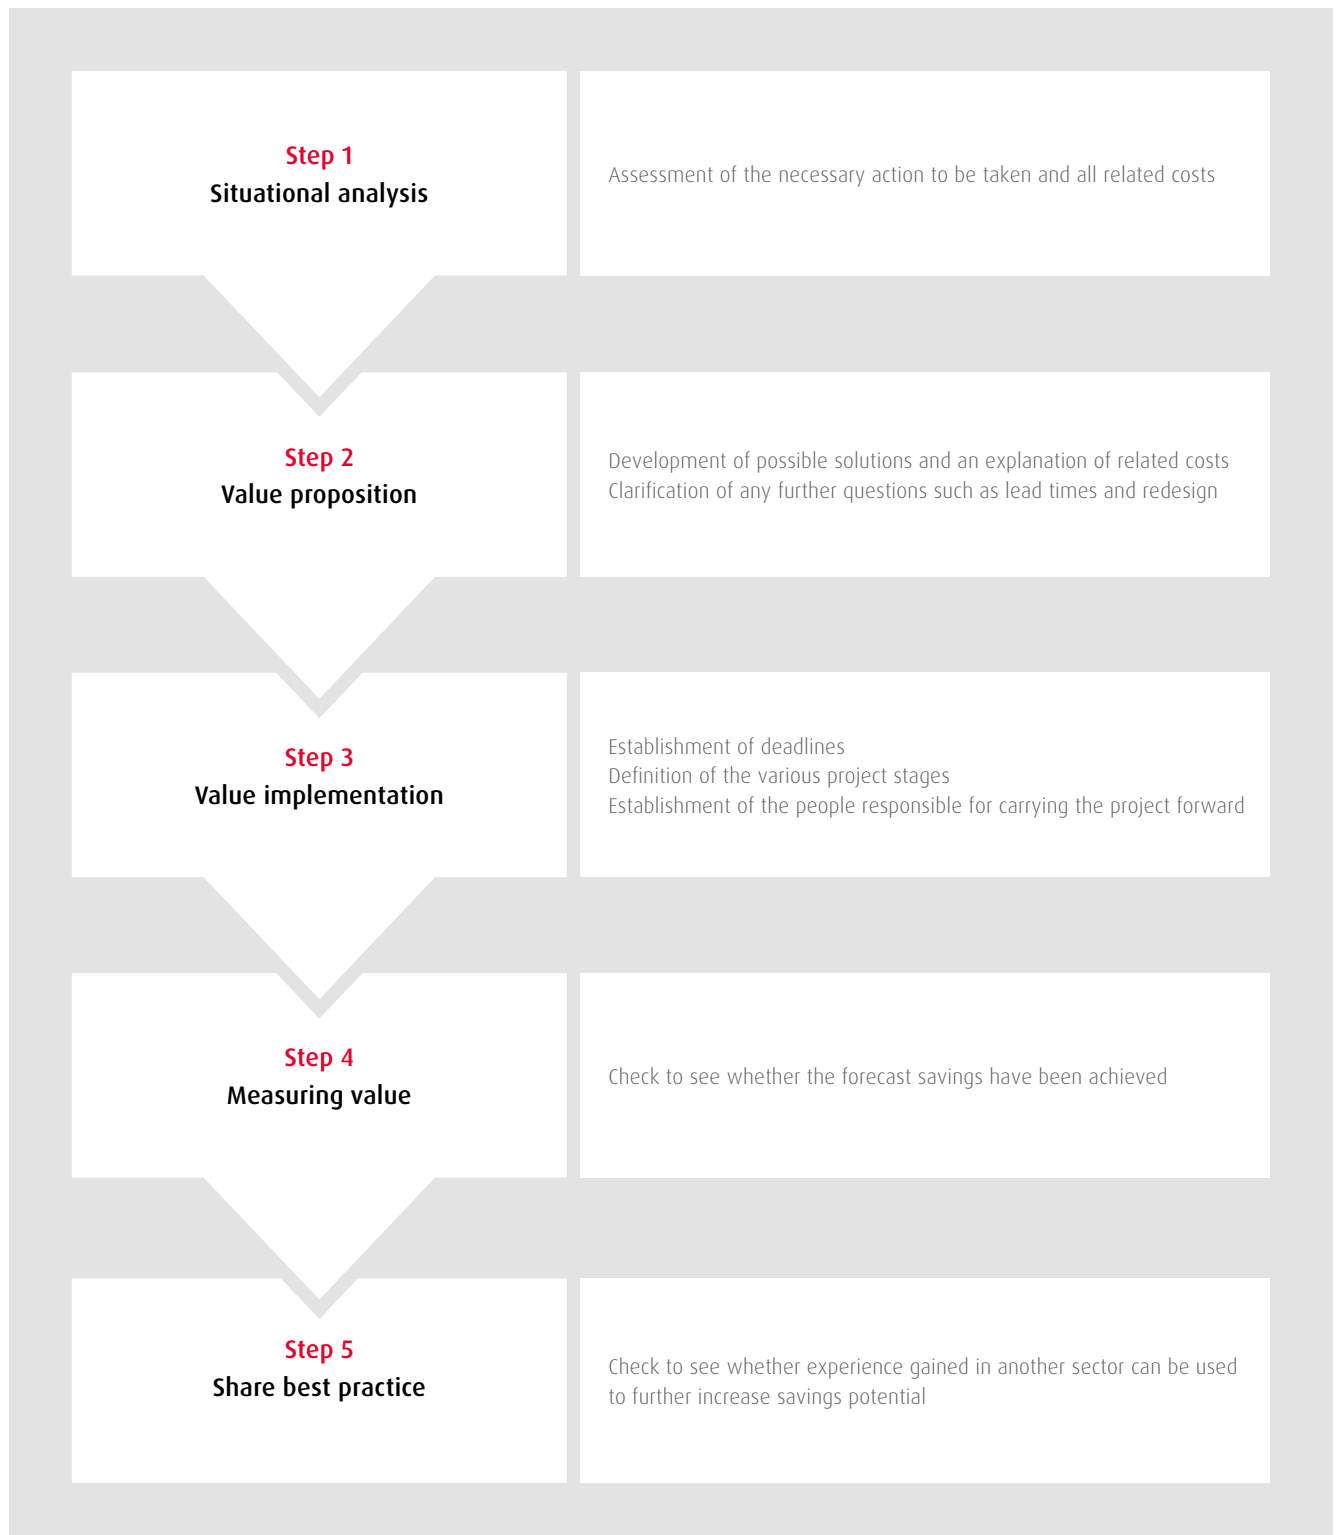 Step 1
Situational analysis
Assessment of the necessary action to be taken and all related costs
Step 2
Value proposition
Development of possible solutions and an explanation of related costs
Clarification of any further questions such as lead times and redesign
Step 3
Value implementation
Establishment of deadlines
Definition of the various project stages
Establishment of the people responsible for carrying the project forward
Step 4
Measuring value
Check to see whether the forecast savings have been achieved
Step 5
Share best practice
Check to see whether experience gained in another sector can be used
to further increase savings potential